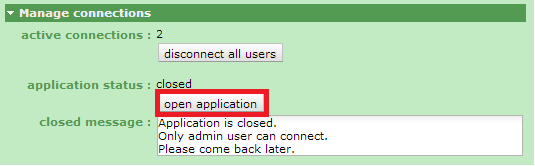 Manage connections
active connections : 2
disconnect all users
application status : closed
open application
closed message : Application is closed.
Only admin user can connect.
Please come back later.